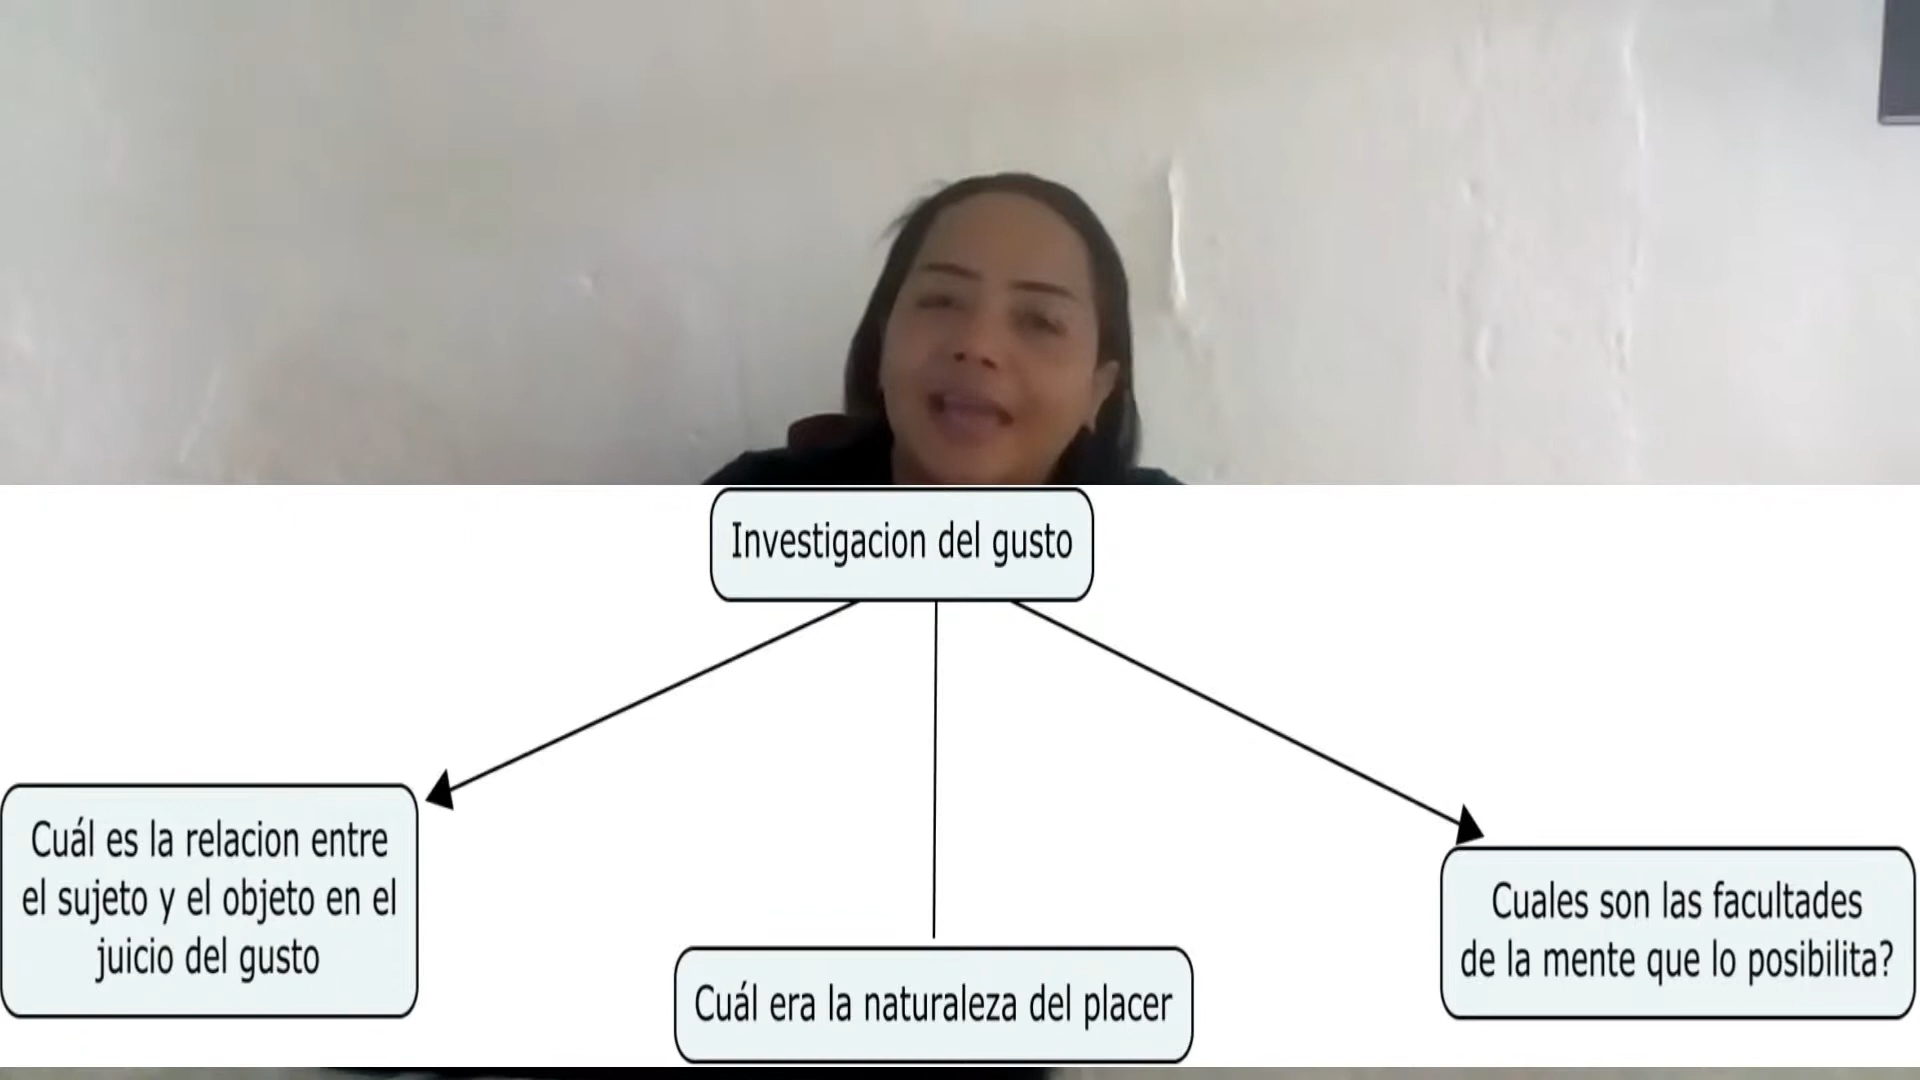 Investigacion del gusto
Cuál es la relacion entre
el sujeto y el objeto en el
juicio del gusto
Cuál era la naturaleza del placer
Cuales son las facultades
de la mente que lo posibilita?